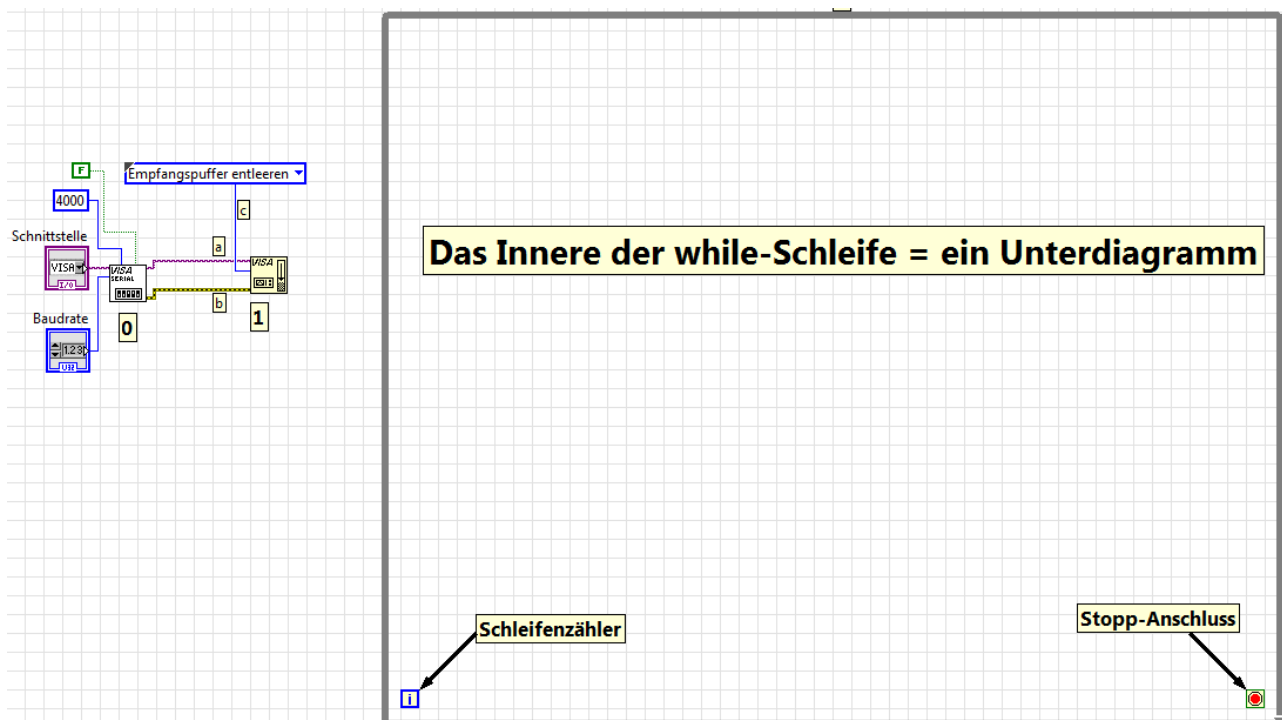 F
Empfangspuffer entleeren
4000
c
Schnittstelle
a
VISA
I/O
VISA
SERIAL
VISA
b
0
1
Baudrate
1.23
U32
Das Innere der while-Schleife = ein Unterdiagramm
Schleifenzähler
Stopp-Anschluss
i